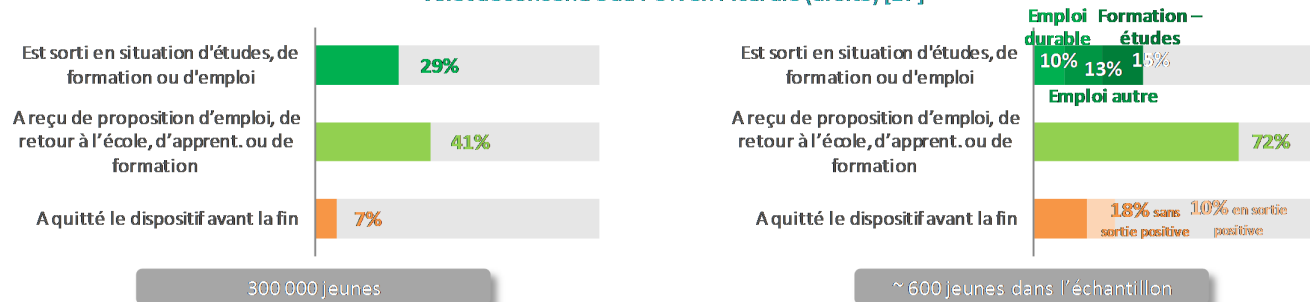 Est sorti en situation d'études, de
formation ou d'emploi
29%
A reçu de proposition d'emploi, de
retour à l'école, d'apprent. ou de
formation
41%
A quitté le dispositif avant la fin
7%
300 000 jeunes
Emploi Formation –
durable études
Est sorti en situation d'études, de
formation ou d'emploi
10% 13% 15%
Emploi autre
A reçu de proposition d'emploi, de
retour à l'école, d'apprent. ou de
formation
72%
A quitté le dispositif avant la fin
18% sans 10% en sortie
sortie positive positive
~ 600 jeunes dans l'échantillon